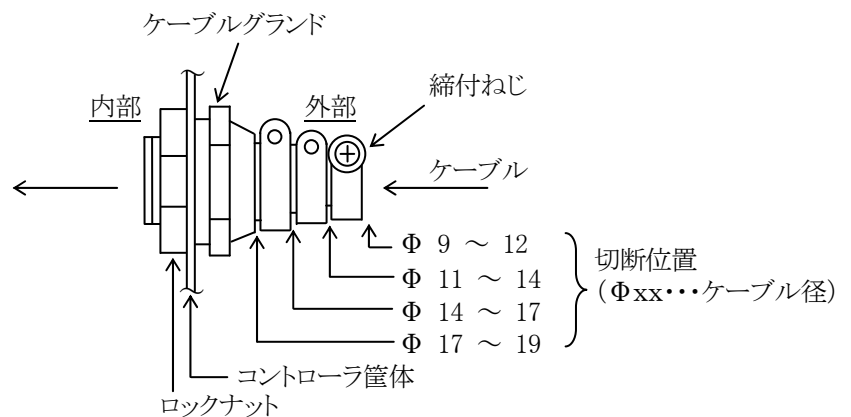 ケーブルグランド
締付ねじ
内部
外部
ケーブル
Φ 9 ～ 12
Φ 11 ～ 14
Φ 14 ～ 17
Φ 17 ～ 19
切断位置
(Φxx･･･ケーブル径)
コントローラ筐体
ロックナット